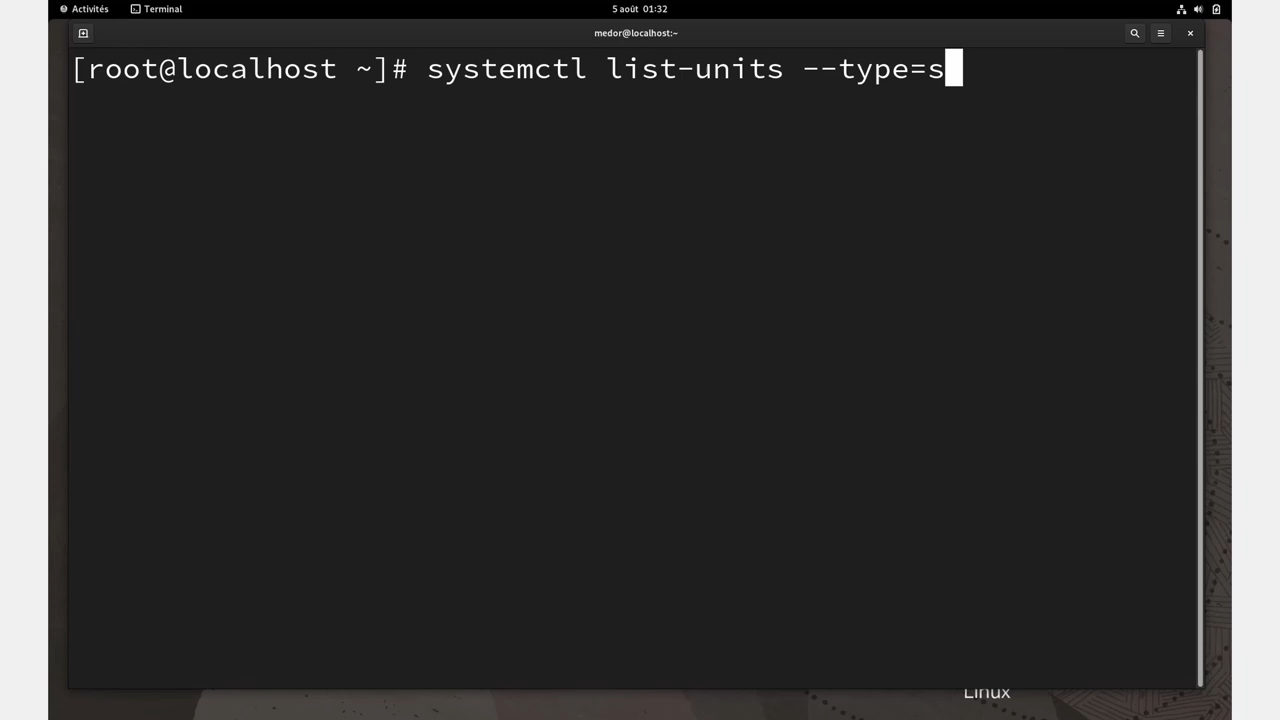 Activités Terminal 5 août 01:32
medor@localhost:~
[root@localhost ~]# systemctl list-units --type=s
Linux